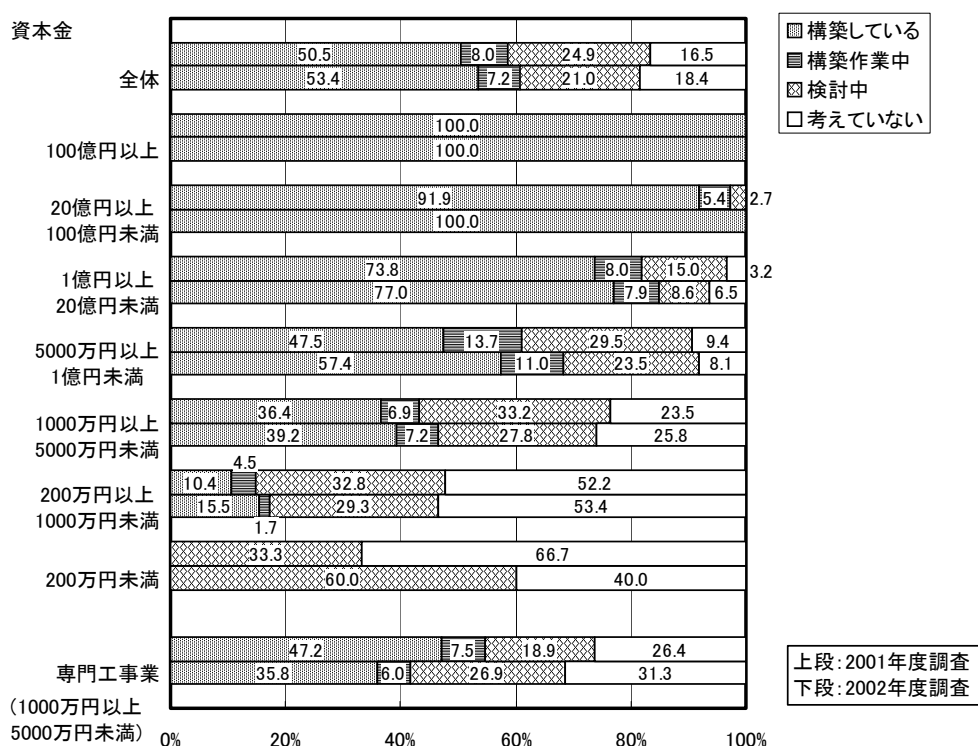 資本金
構築している
構築作業中
検討中
考えていない
全体
50.5 8.0 24.9 16.5
53.4 7.2 21.0 18.4
100億円以上
100.0
100.0
20億円以上
100億円未満
91.9 5.4 2.7
100.0
1億円以上
20億円未満
73.8 8.0 15.0 3.2
77.0 7.9 8.6 6.5
5000万円以上
1億円未満
47.5 13.7 29.5 9.4
57.4 11.0 23.5 8.1
1000万円以上
5000万円未満
36.4 6.9 33.2 23.5
39.2 7.2 27.8 25.8
200万円以上
1000万円未満
10.4 4.5 32.8 52.2
15.5 1.7 29.3 53.4
200万円未満
33.3 66.7
60.0 40.0
専門工事業
(1000万円以上
5000万円未満)
47.2 7.5 18.9 26.4
35.8 6.0 26.9 31.3
上段:2001年度調査
下段:2002年度調査
0% 20% 40% 60% 80% 100%